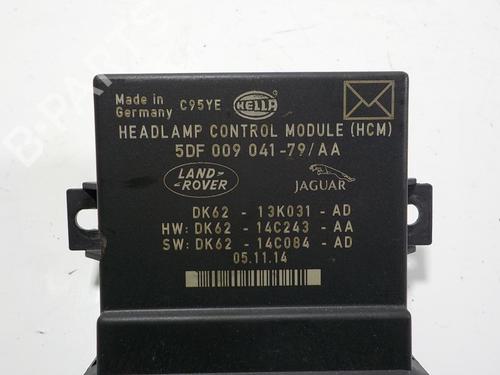 Made in
Germany
C95YE
HELLA
HEADLAMP CONTROL MODULE (HCM)
5DF 009 041-79/AA
LAND-
-ROVER
JAGUAR
DK62 - 13K031 - AD
HW: DK62 - 14C243 - AA
SW: DK62 - 14C084 - AD
05.11.14
B-PARTS